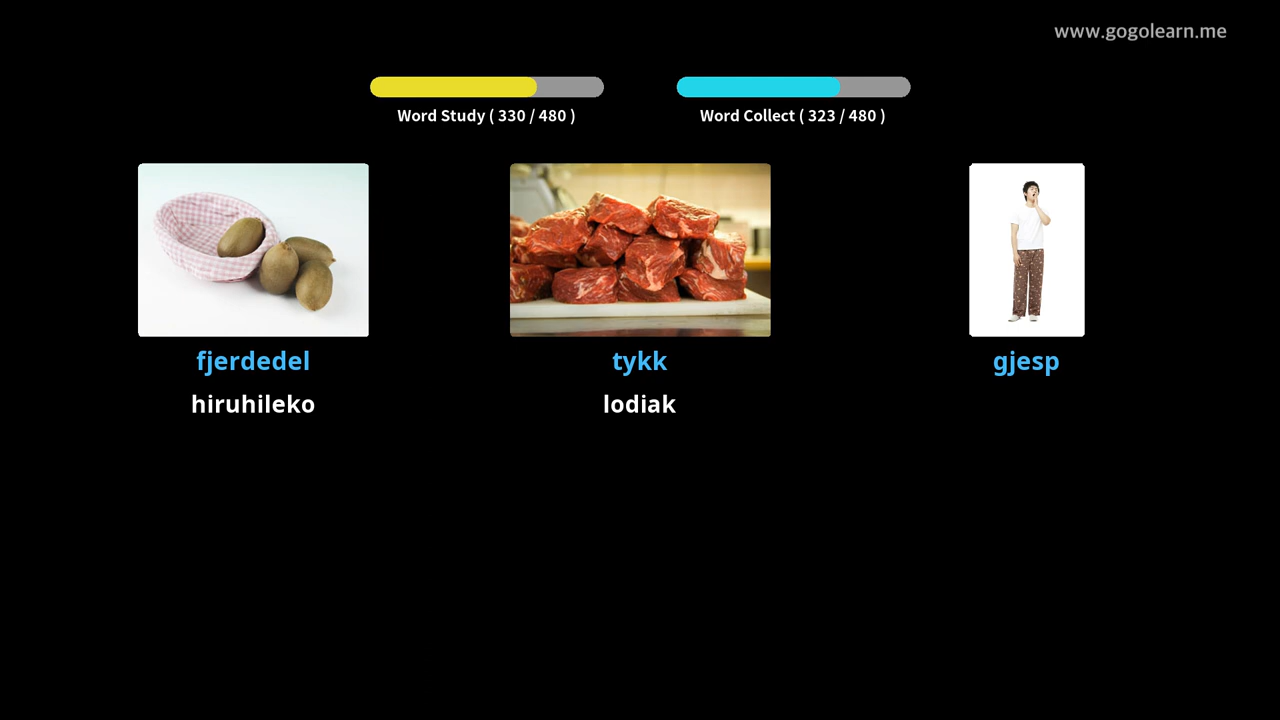 www.gogolearn.me
Word Study ( 330 / 480 )
Word Collect ( 323 / 480 )
fjerdedel
tykk
gjesp
hiruhileko
lodiak